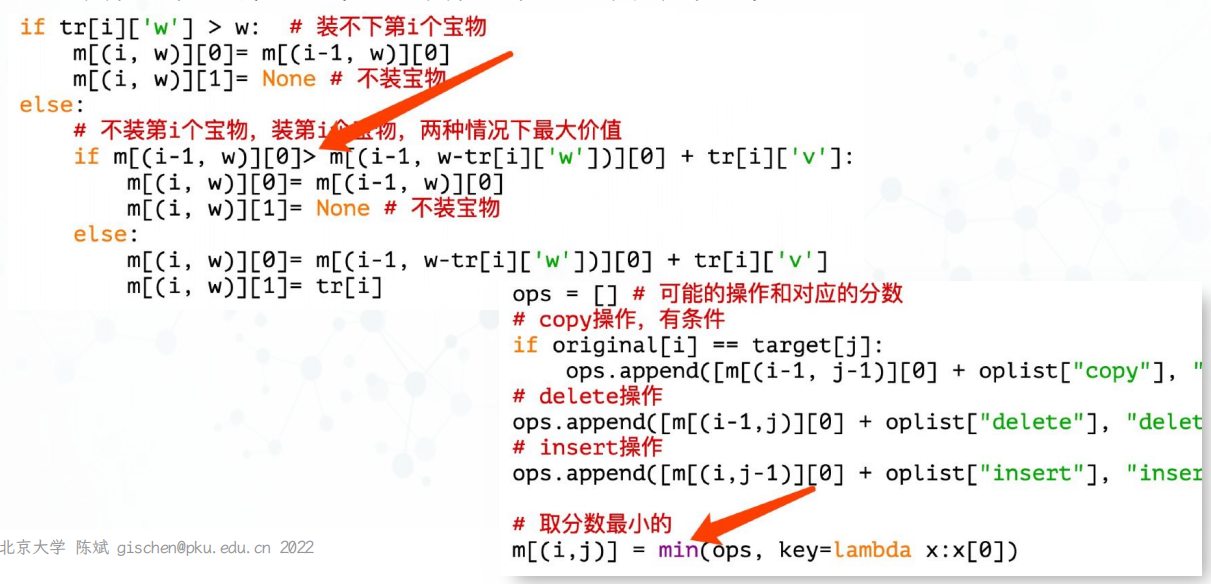 if tr[i]['w'] > w:  # 装不下第i个宝物
    m[(i, w)][0]= m[(i-1, w)][0]
    m[(i, w)][1]= None # 不装宝物
else:
    # 不装第i个宝物，装第i个宝物，两种情况下最大价值
    if m[(i-1, w)][0]> m[(i-1, w-tr[i]['w'])][0] + tr[i]['v']:
        m[(i, w)][0]= m[(i-1, w)][0]
        m[(i, w)][1]= None # 不装宝物
    else:
        m[(i, w)][0]= m[(i-1, w-tr[i]['w'])][0] + tr[i]['v']
        m[(i, w)][1]= tr[i]
ops = [] # 可能的操作和对应的分数
# copy操作，有条件
if original[i] == target[j]:
    ops.append([m[(i-1, j-1)][0] + oplist["copy"], "
# delete操作
ops.append([m[(i-1,j)][0] + oplist["delete"], "delet
# insert操作
ops.append([m[(i,j-1)][0] + oplist["insert"], "inser
# 取分数最小的
m[(i,j)] = min(ops, key=lambda x:x[0])
北京大学 陈斌 gischen@pku.edu.cn 2022